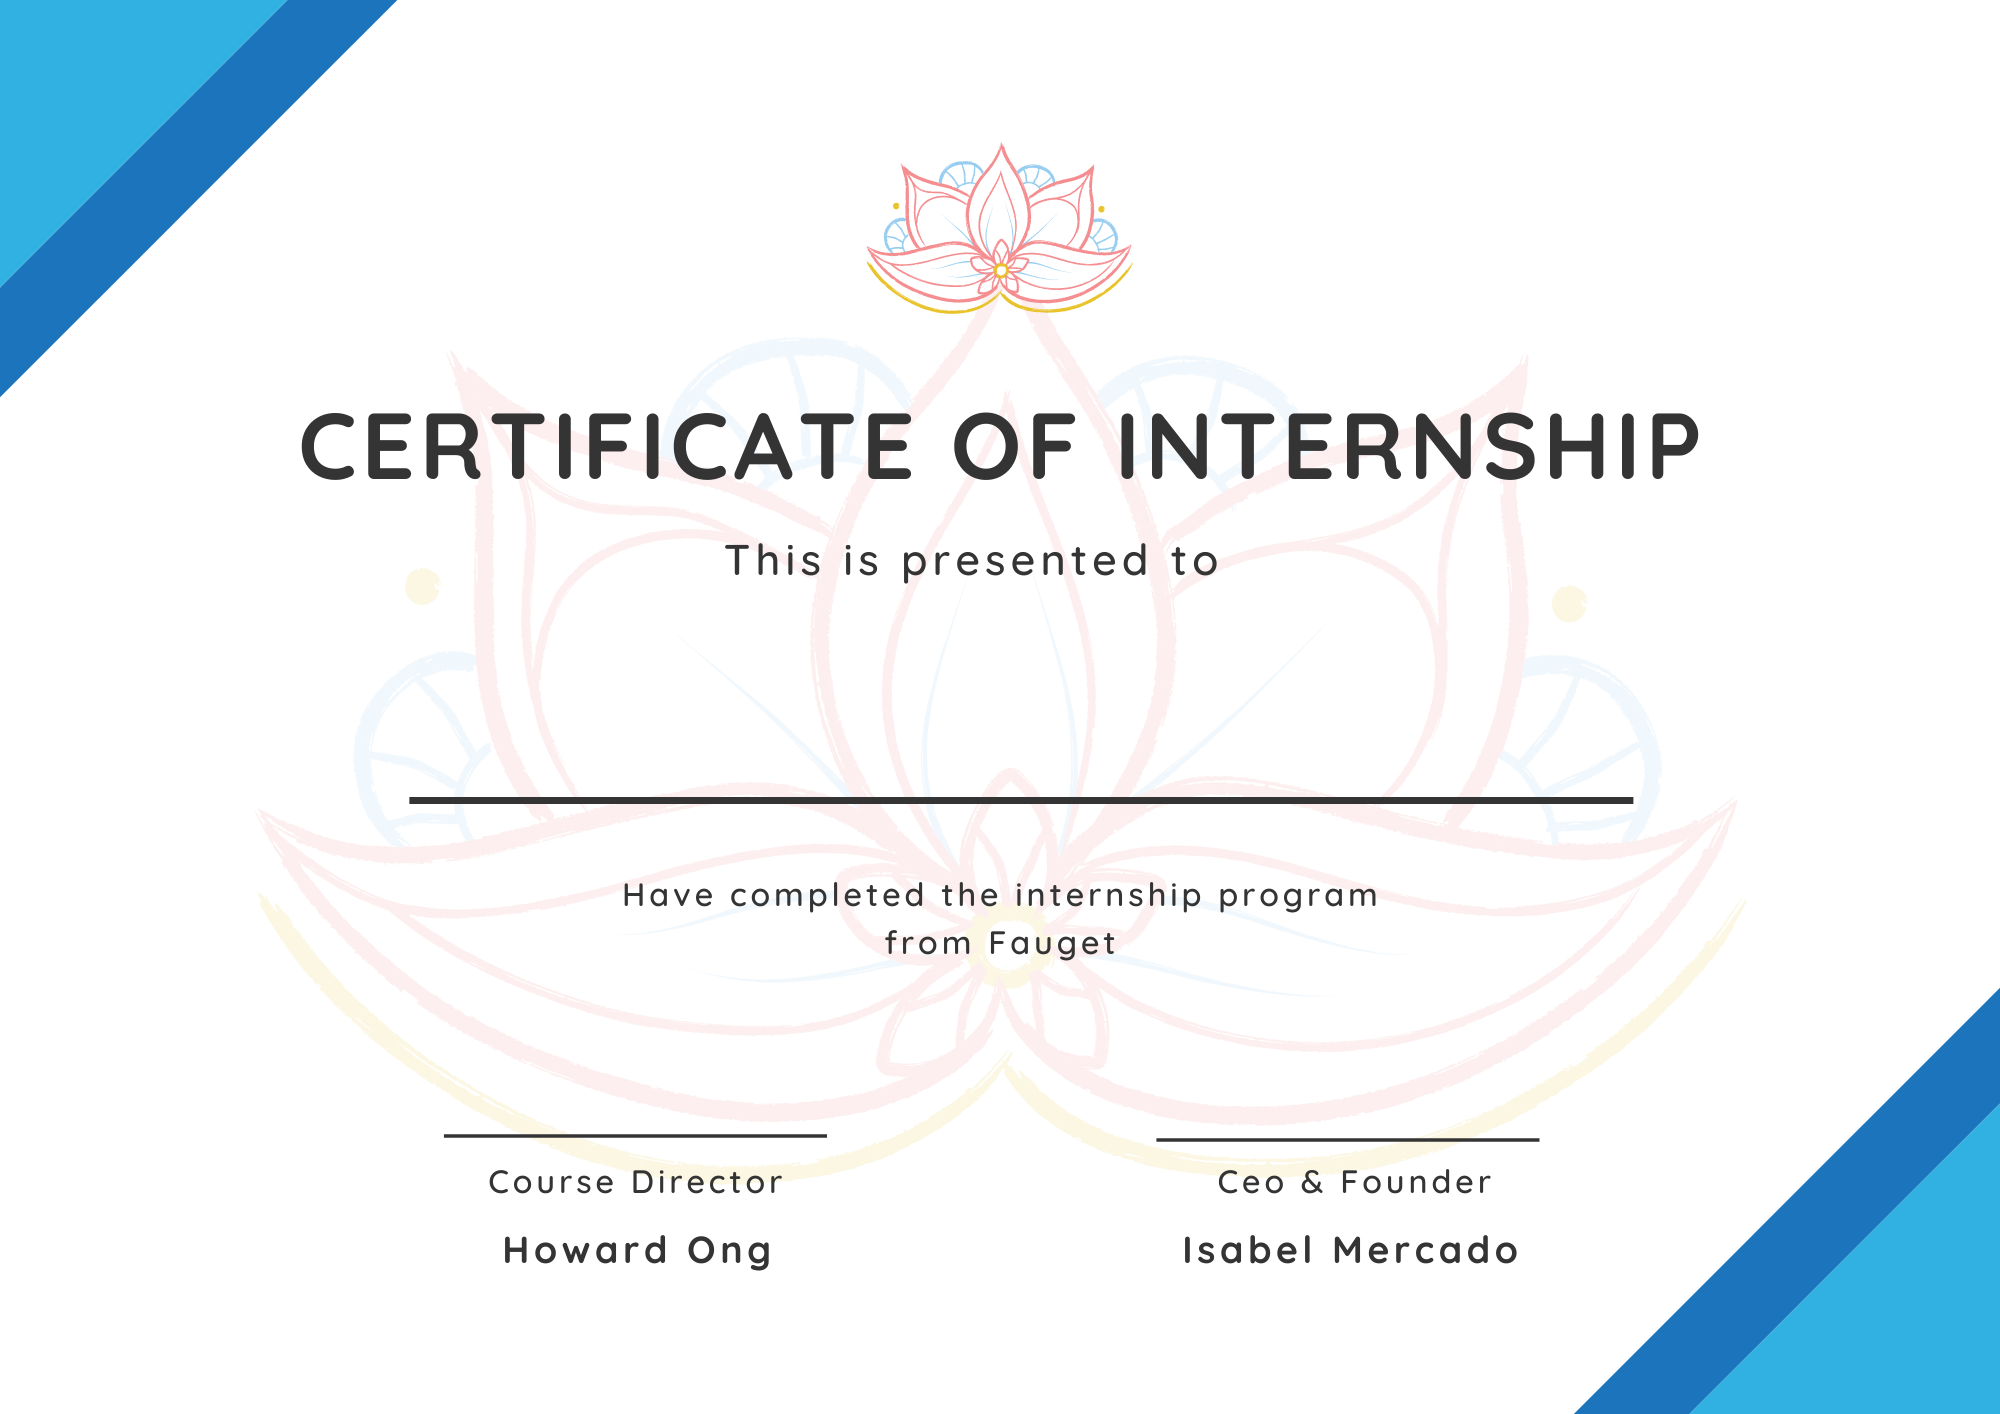 CERTIFICATE OF INTERNSHIP
This is presented to
Have completed the internship program
from Fauget
Course Director
Howard Ong
Ceo & Founder
Isabel Mercado